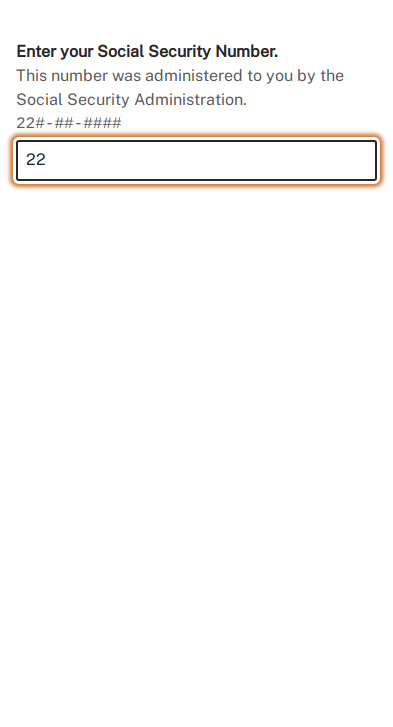 Enter your Social Security Number.
This number was administered to you by the
Social Security Administration.
22#-##-####
22